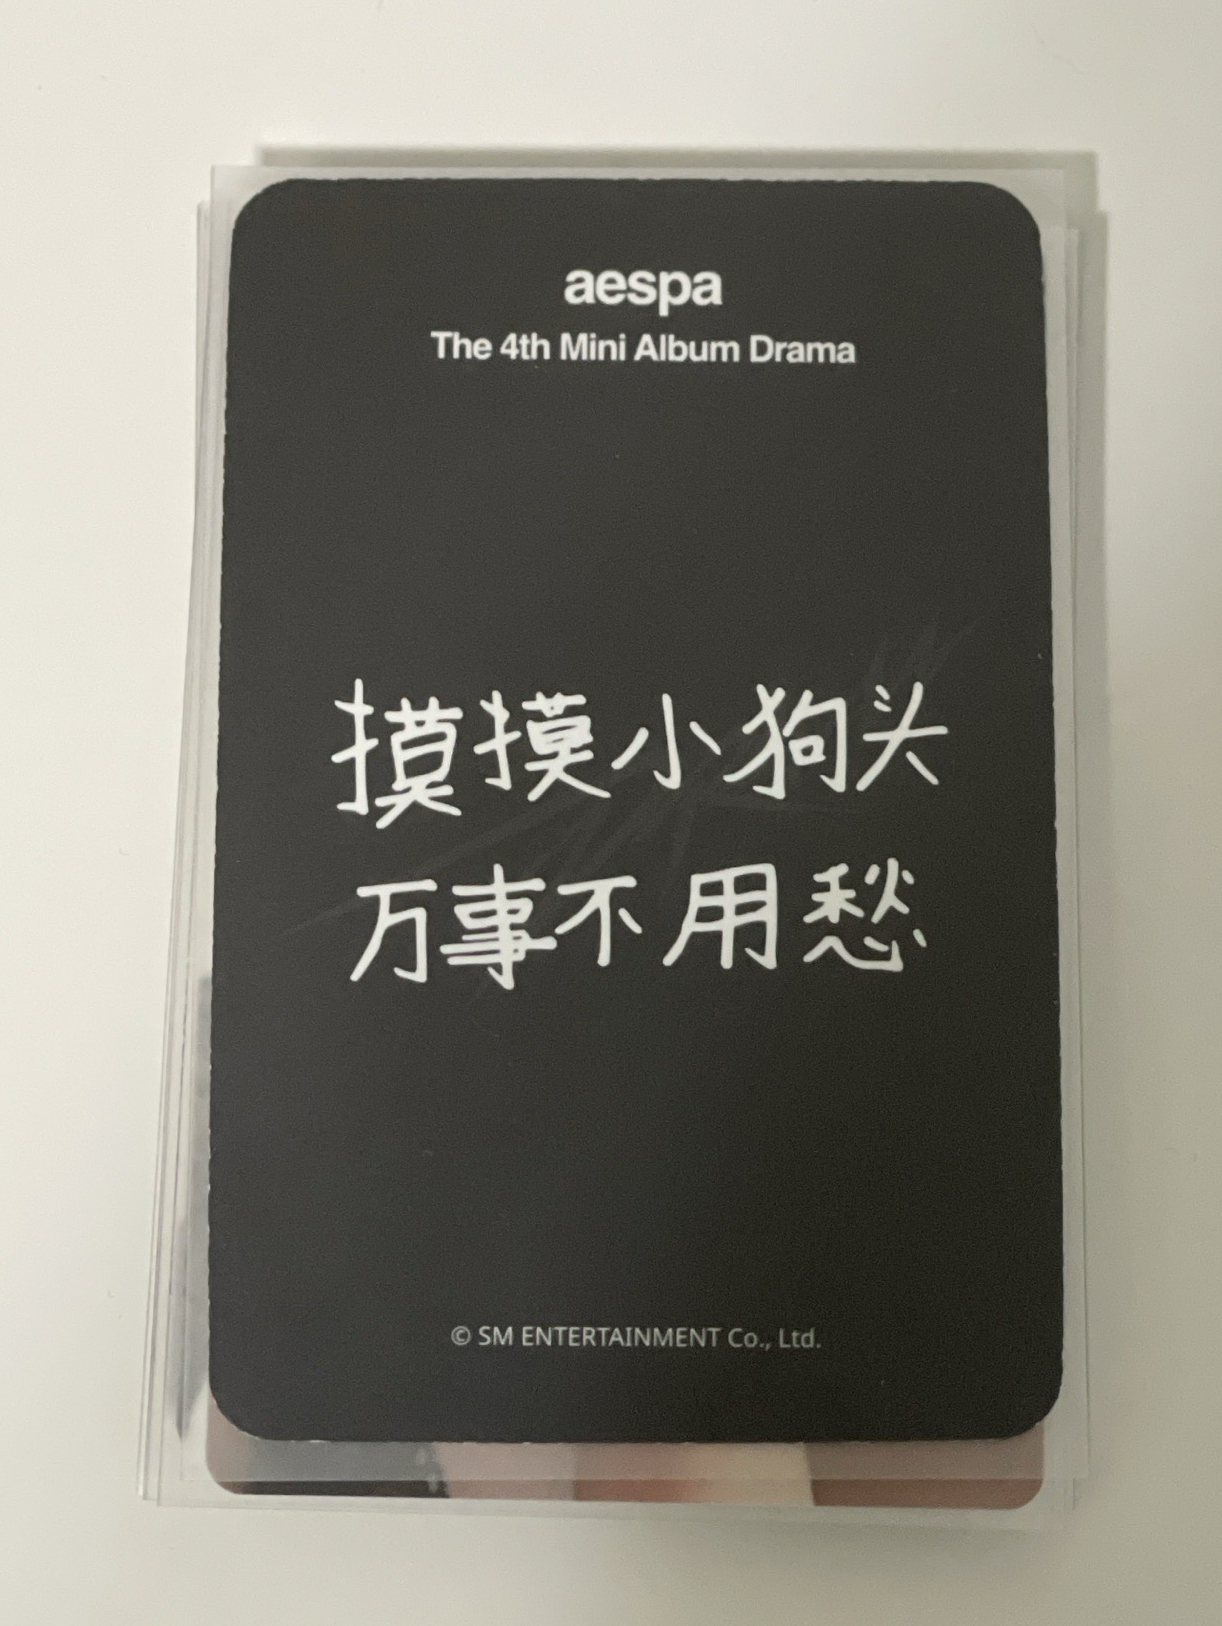 aespa
The 4th Mini Album Drama
摸摸小狗头
万事不用愁
© SM ENTERTAINMENT Co., Ltd.